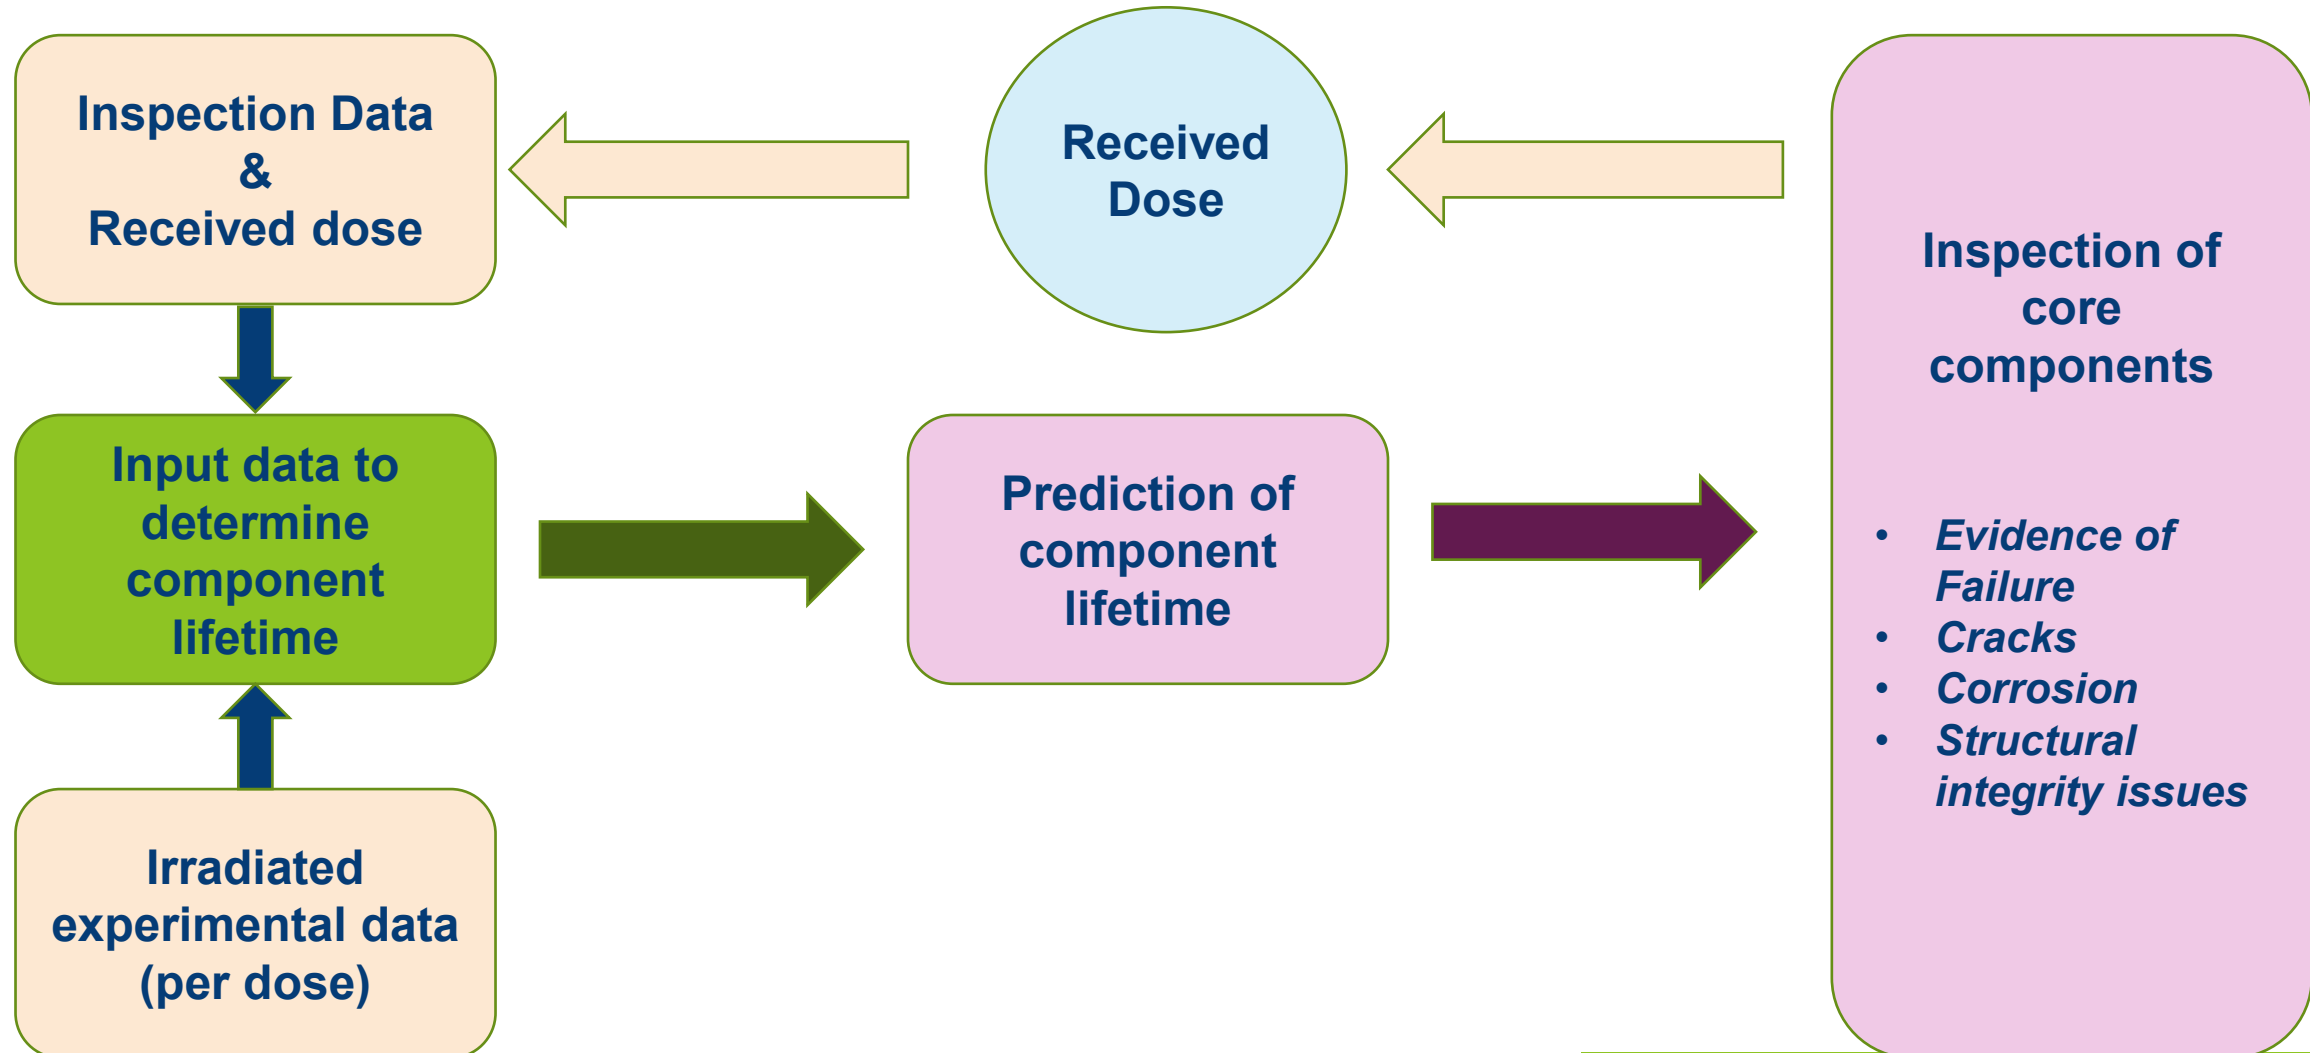 Inspection Data
&
Received dose
Received
Dose
Inspection of
core
components
• Evidence of
Failure
• Cracks
• Corrosion
• Structural
integrity issues
Input data to
determine
component
lifetime
Prediction of
component
lifetime
Irradiated
experimental data
(per dose)